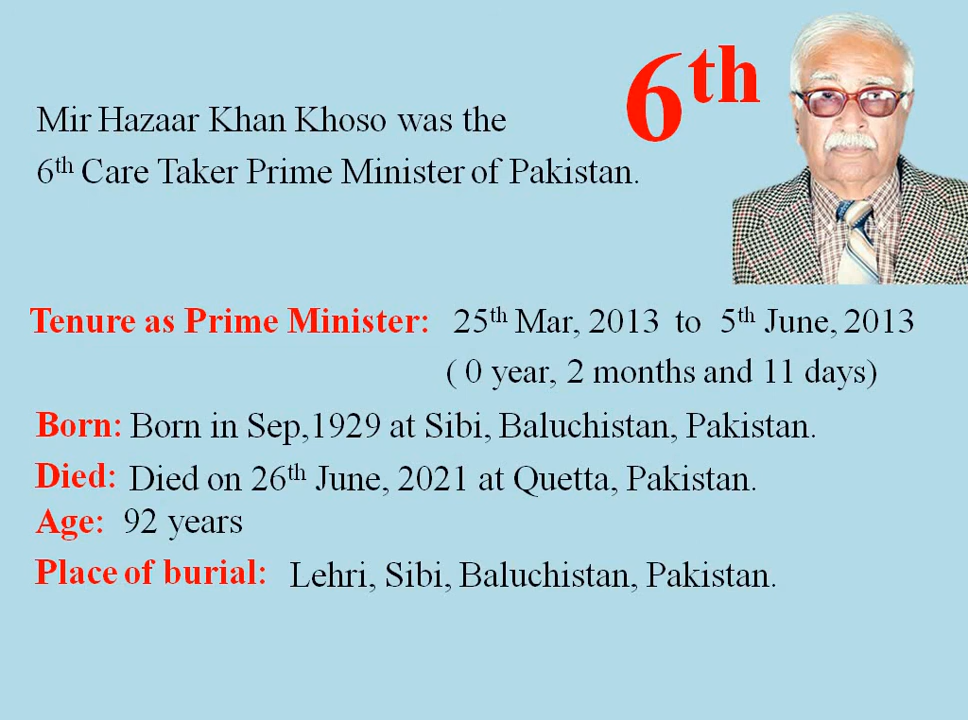 6th
Mir Hazaar Khan Khoso was the
6th Care Taker Prime Minister of Pakistan.
Tenure as Prime Minister: 25th Mar, 2013 to 5th June, 2013
( 0 year, 2 months and 11 days)
Born: Born in Sep,1929 at Sibi, Baluchistan, Pakistan.
Died: Died on 26th June, 2021 at Quetta, Pakistan.
Age: 92 years
Place of burial: Lehri, Sibi, Baluchistan, Pakistan.